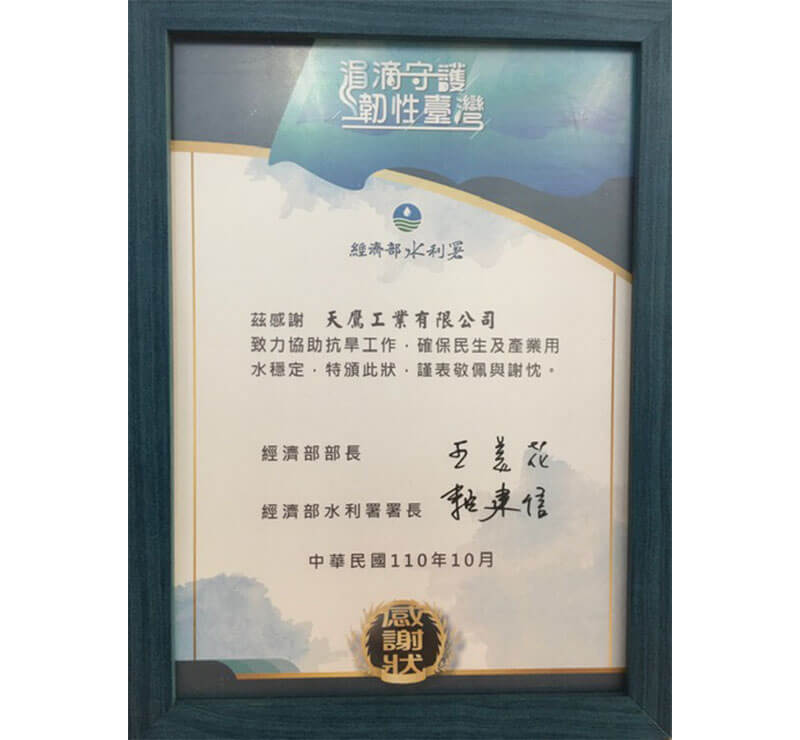 涓滴守護
韌性臺灣
經濟部水利署
茲感謝 天鷹工業有限公司
致力協助抗旱工作，確保民生及產業用
水穩定，特頒此狀，謹表敬佩與謝忱。
經濟部部長 王美花
經濟部水利署署長 賴建信
中華民國110年10月
感
謝
狀